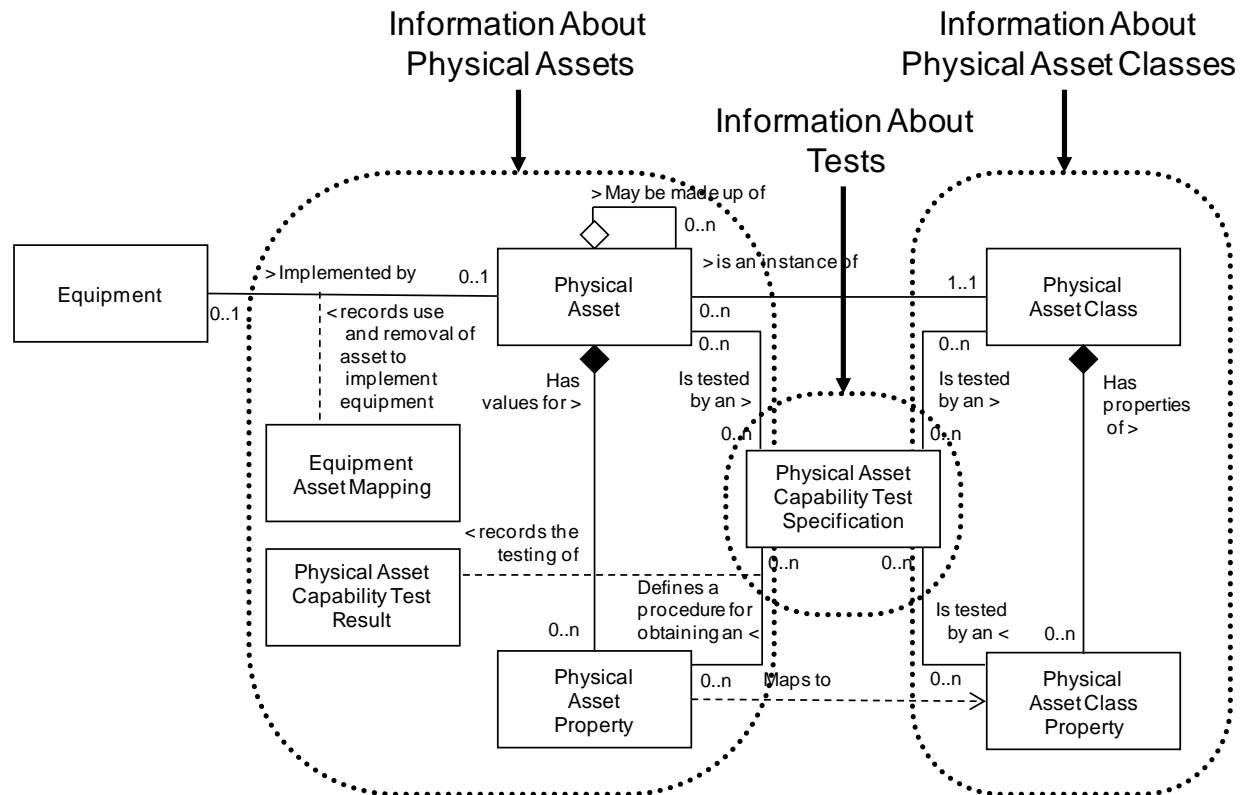 Information About
Physical Assets
Information About
Physical Asset Classes
Information About
Tests
> May be made up of
0..n
Equipment
> Implemented by
0..1
0..1
Physical
Asset
> is an instance of
0..n
1..1
Physical
Asset Class
< records use
and removal of
asset to
implement
equipment
Has
values for >
0..n
Is tested
by an >
0..n
0..n
Is tested
by an >
0..n
Has
properties
of >
Equipment
Asset Mapping
Physical Asset
Capability Test
Specification
< records the
testing of
Physical Asset
Capability Test
Result
0..n
0..n
Defines a
procedure for
obtaining an <
Is tested
by an <
0..n
0..n
0..n
Maps to
0..n
Physical
Asset
Property
Physical
Asset Class
Property